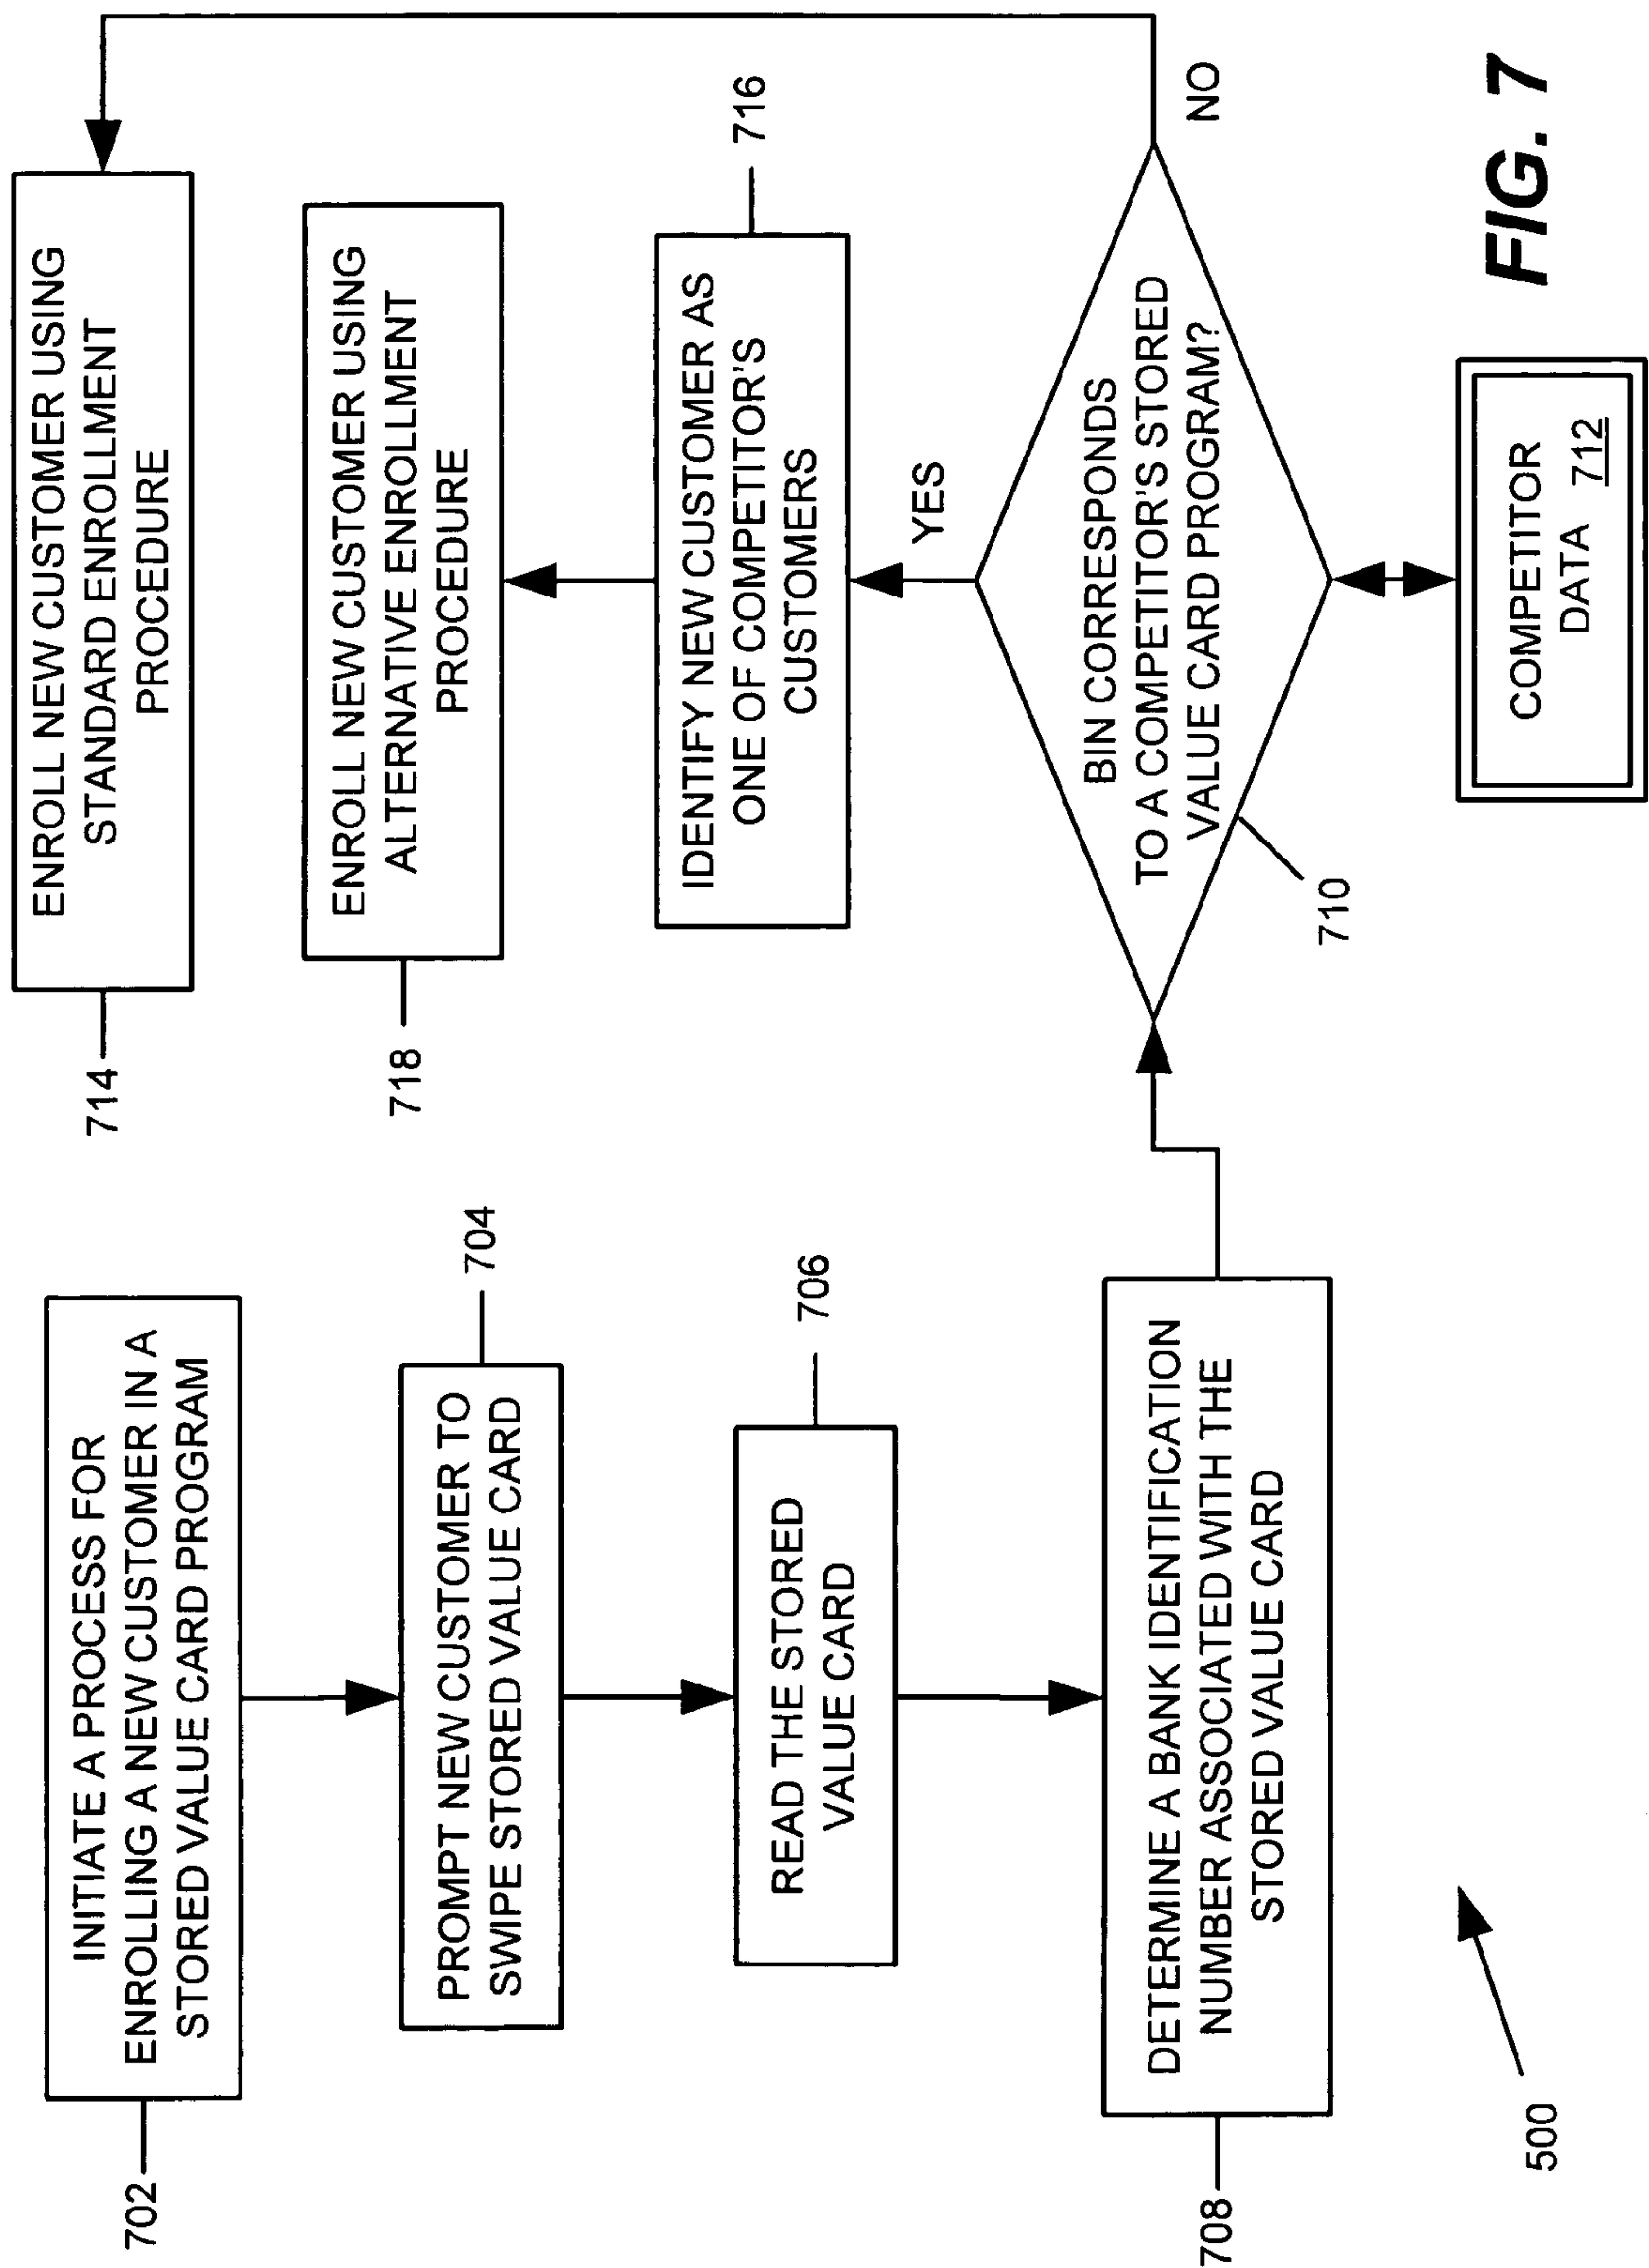 702
INITIATE A PROCESS FOR
ENROLLING A NEW CUSTOMER IN A
STORED VALUE CARD PROGRAM
704
PROMPT NEW CUSTOMER TO
SWIPE STORED VALUE CARD
706
READ THE STORED
VALUE CARD
708
DETERMINE A BANK IDENTIFICATION
NUMBER ASSOCIATED WITH THE
STORED VALUE CARD
500
714
ENROLL NEW CUSTOMER USING
STANDARD ENROLLMENT
PROCEDURE
718
ENROLL NEW CUSTOMER USING
ALTERNATIVE ENROLLMENT
PROCEDURE
716
IDENTIFY NEW CUSTOMER AS
ONE OF COMPETITOR'S
CUSTOMERS
YES
BIN CORRESPONDS
TO A COMPETITOR'S STORED
VALUE CARD PROGRAM?
NO
710
COMPETITOR
DATA 712
FIG. 7